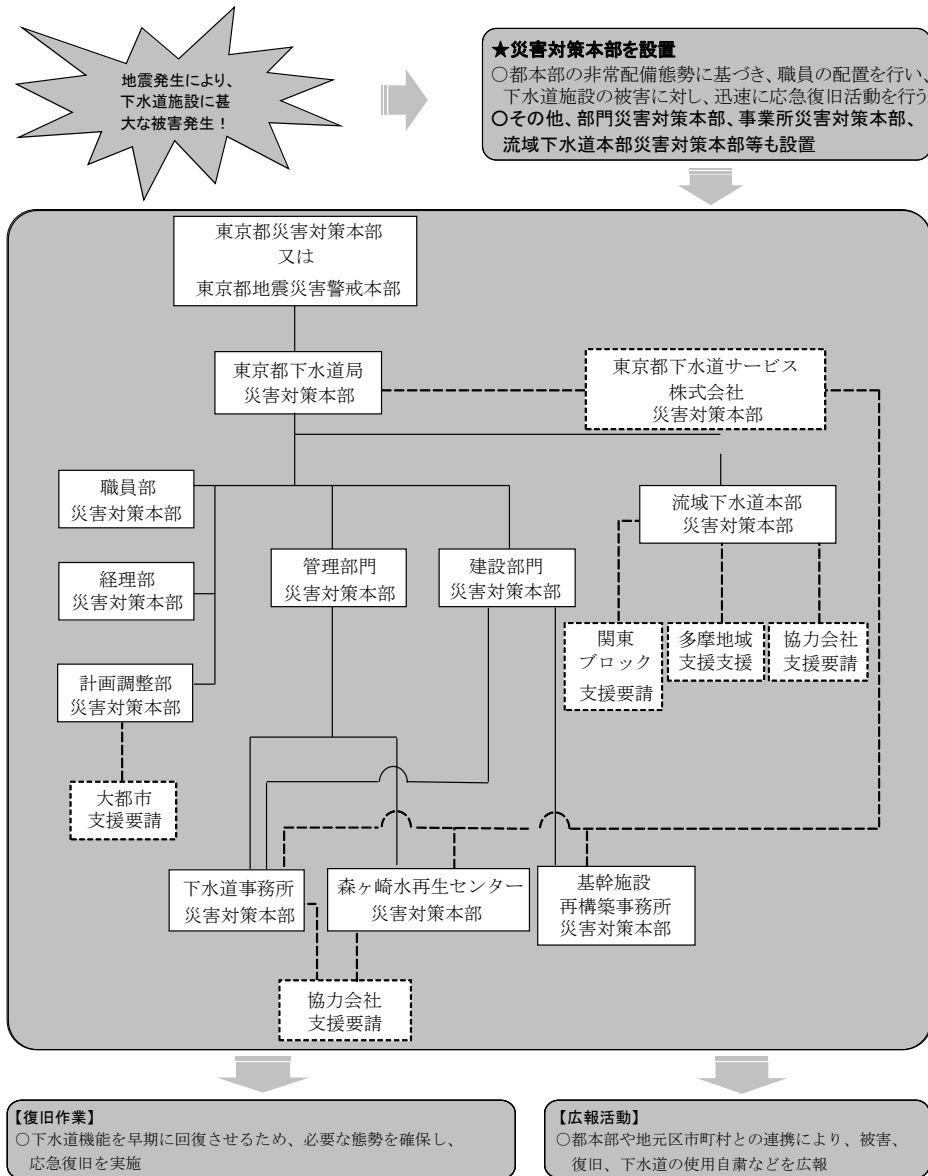 地震発生により、
下水道施設に甚
大な被害発生！
★災害対策本部を設置
○都本部の非常配備態勢に基づき、職員の配置を行い、
下水道施設の被害に対し、迅速に応急復旧活動を行う
○その他、部門災害対策本部、事業所災害対策本部、
流域下水道本部災害対策本部等も設置
東京都災害対策本部
又は
東京都地震災害警戒本部
東京都下水道局
災害対策本部
東京都下水道サービス
株式会社
災害対策本部
職員部
災害対策本部
流域下水道本部
災害対策本部
管理部門
災害対策本部
建設部門
災害対策本部
経理部
災害対策本部
関東
ブロック
支援要請
多摩地域
支援支援
協力会社
支援要請
計画調整部
災害対策本部
大都市
支援要請
下水道事務所
災害対策本部
森ヶ崎水再生センター
災害対策本部
基幹施設
再構築事務所
災害対策本部
協力会社
支援要請
【復旧作業】
○下水道機能を早期に回復させるため、必要な態勢を確保し、
応急復旧を実施
【広報活動】
○都本部や地元区市町村との連携により、被害、
復旧、下水道の使用自粛などを広報